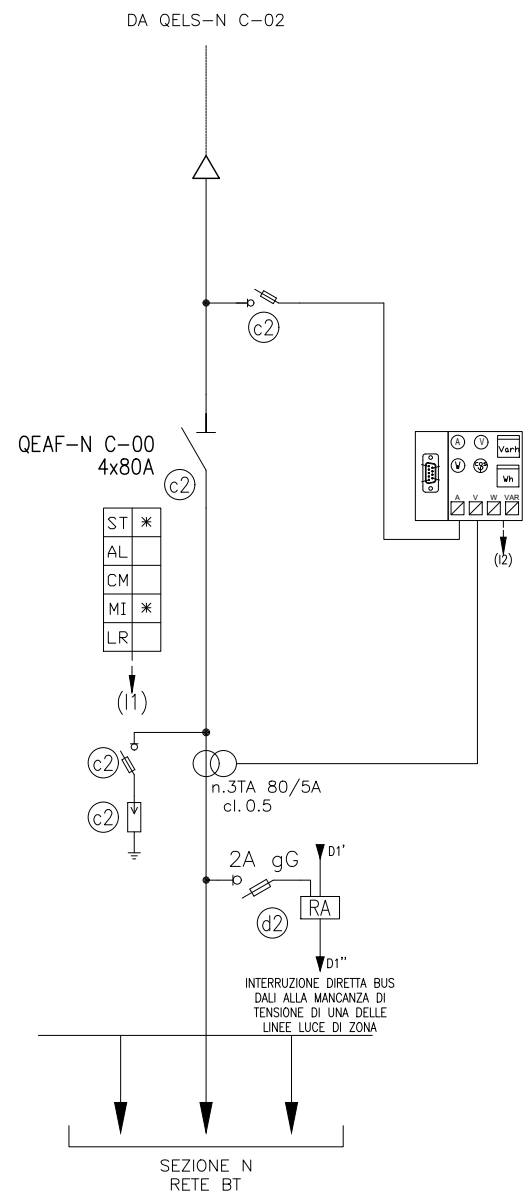 DA QELS-N C-02
c2
QEAF-N C-00
4x80A
c2
A V Varh
W cosφ Wh
A V W VAR
(I2)
ST *
AL
CM
MI *
LR
(I1)
c2
n.3TA 80/5A
cl.0.5
c2
2A gG
D1'
d2
RA
D1''
INTERRUZIONE DIRETTA BUS
DALI ALLA MANCANZA DI
TENSIONE DI UNA DELLE
LINEE LUCE DI ZONA
SEZIONE N
RETE BT